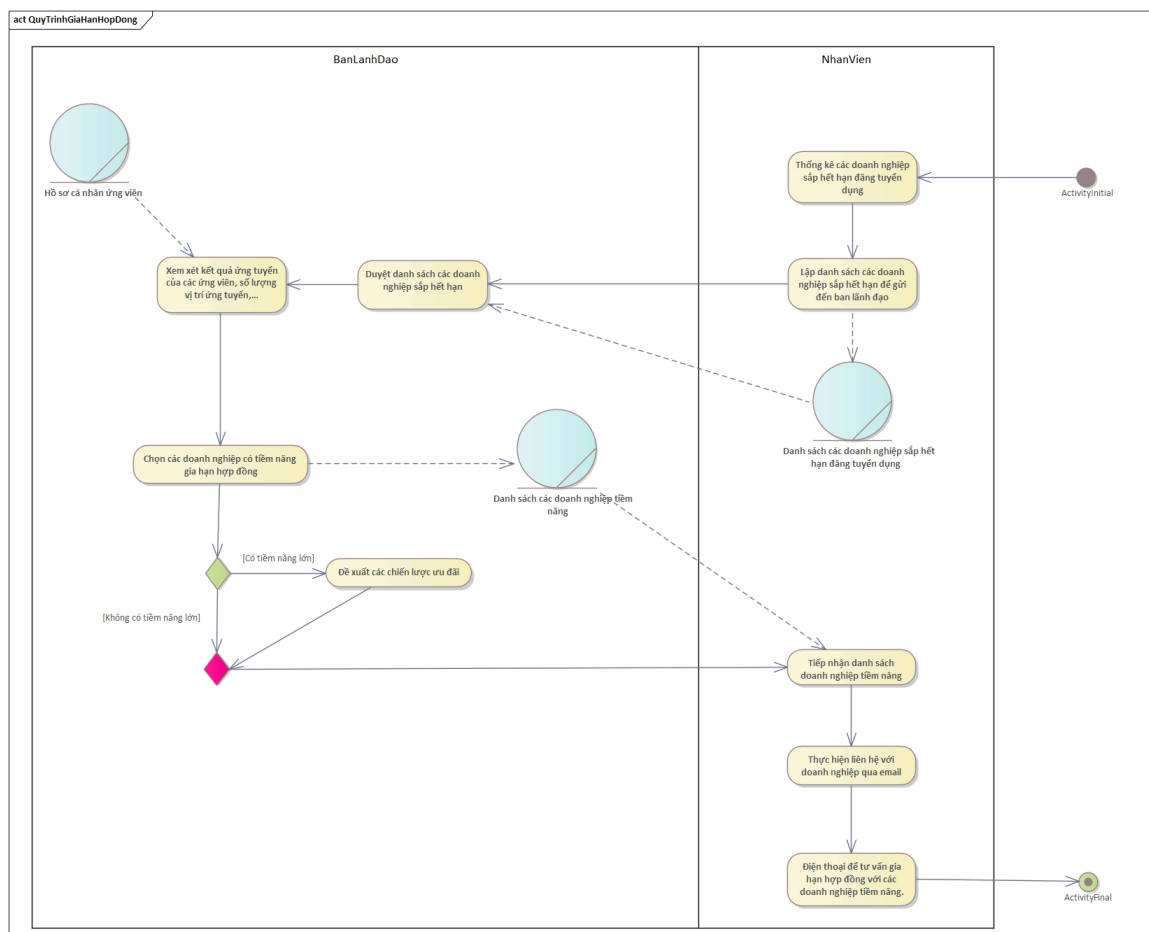 act QuyTrinhGiaHanHopDong
BanLanhDao
NhanVien
Hồ sơ cá nhân ứng viên
Thống kê các doanh nghiệp
sắp hết hạn đăng tuyển
dụng
ActivityInitial
Xem xét kết quả ứng tuyển
của các ứng viên, số lượng
vị trí ứng tuyển,...
Duyệt danh sách các doanh
nghiệp sắp hết hạn
Lập danh sách các doanh
nghiệp sắp hết hạn để gửi
đến ban lãnh đạo
Danh sách các doanh nghiệp sắp hết
hạn đăng tuyển dụng
Chọn các doanh nghiệp có tiềm năng
gia hạn hợp đồng
Danh sách các doanh nghiệp tiềm
năng
[Có tiềm năng lớn]
Đề xuất các chiến lược ưu đãi
[Không có tiềm năng lớn]
Tiếp nhận danh sách
doanh nghiệp tiềm năng
Thực hiện liên hệ với
doanh nghiệp qua email
Điện thoại để tư vấn gia
hạn hợp đồng với các
doanh nghiệp tiềm năng.
ActivityFinal